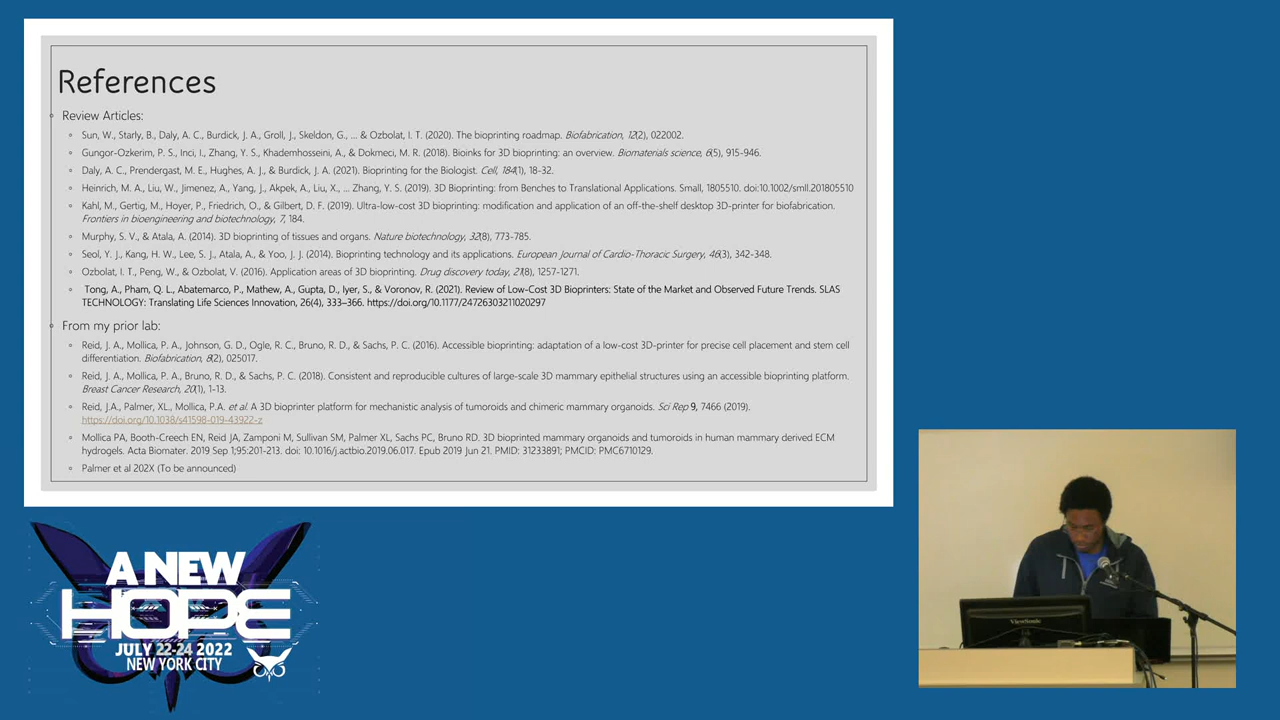 References
Review Articles:
Sun, W., Starly, B., Daly, A. C., Burdick, J. A., Groll, J., Skeldon, G., ... & Ozbolat, I. T. (2020). The bioprinting roadmap. Biofabrication, 12(2), 022002.
Gungor-Ozkerim, P. S., Inci, I., Zhang, Y. S., Khademhosseini, A., & Dokmeci, M. R. (2018). Bioinks for 3D bioprinting: an overview. Biomaterials science, 6(5), 915-946.
Daly, A. C., Prendergast, M. E., Hughes, A. J., & Burdick, J. A. (2021). Bioprinting for the Biologist. Cell, 184(1), 18-32.
Heinrich, M. A., Liu, W., Jimenez, A., Yang, J., Akpek, A., Liu, X., ... Zhang, Y. S. (2019). 3D Bioprinting: from Benches to Translational Applications. Small, 1805510. doi:10.1002/smll.201805510
Kahl, M., Gertig, M., Hoyer, P., Friedrich, O., & Gilbert, D. F. (2019). Ultra-low-cost 3D bioprinting: modification and application of an off-the-shelf desktop 3D-printer for biofabrication.
Frontiers in bioengineering and biotechnology, 7, 184.
Murphy, S. V., & Atala, A. (2014). 3D bioprinting of tissues and organs. Nature biotechnology, 32(8), 773-785.
Seol, Y. J., Kang, H. W., Lee, S. J., Atala, A., & Yoo, J. J. (2014). Bioprinting technology and its applications. European Journal of Cardio-Thoracic Surgery, 46(3), 342-348.
Ozbolat, I. T., Peng, W., & Ozbolat, V. (2016). Application areas of 3D bioprinting. Drug discovery today, 21(8), 1257-1271.
Tong, A., Pham, Q. L., Abatemarco, P., Mathew, A., Gupta, D., Iyer, S., & Voronov, R. (2021). Review of Low-Cost 3D Bioprinters: State of the Market and Observed Future Trends. SLAS
TECHNOLOGY: Translating Life Sciences Innovation, 26(4), 333–366. https://doi.org/10.1177/24726303211020297
From my prior lab:
Reid, J. A., Mollica, P. A., Johnson, G. D., Ogle, R. C., Bruno, R. D., & Sachs, P. C. (2016). Accessible bioprinting: adaptation of a low-cost 3D-printer for precise cell placement and stem cell
differentiation. Biofabrication, 8(2), 025017.
Reid, J. A., Mollica, P. A., Bruno, R. D., & Sachs, P. C. (2018). Consistent and reproducible cultures of large-scale 3D mammary epithelial structures using an accessible bioprinting platform.
Breast Cancer Research, 20(1), 1-13.
Reid, J.A., Palmer, XL., Mollica, P.A. et al. A 3D bioprinter platform for mechanistic analysis of tumoroids and chimeric mammary organoids. Sci Rep 9, 7466 (2019).
https://doi.org/10.1038/s41598-019-43922-z
Mollica PA, Booth-Creech EN, Reid JA, Zamponi M, Sullivan SM, Palmer XL, Sachs PC, Bruno RD. 3D bioprinted mammary organoids and tumoroids in human mammary derived ECM
hydrogels. Acta Biomater. 2019 Sep 1;95:201-213. doi: 10.1016/j.actbio.2019.06.017. Epub 2019 Jun 21. PMID: 31233891; PMCID: PMC6710129.
Palmer et al 202X (To be announced)
A NEW
HOPE
JULY 22-24 2022
NEW YORK CITY
ViewSonic